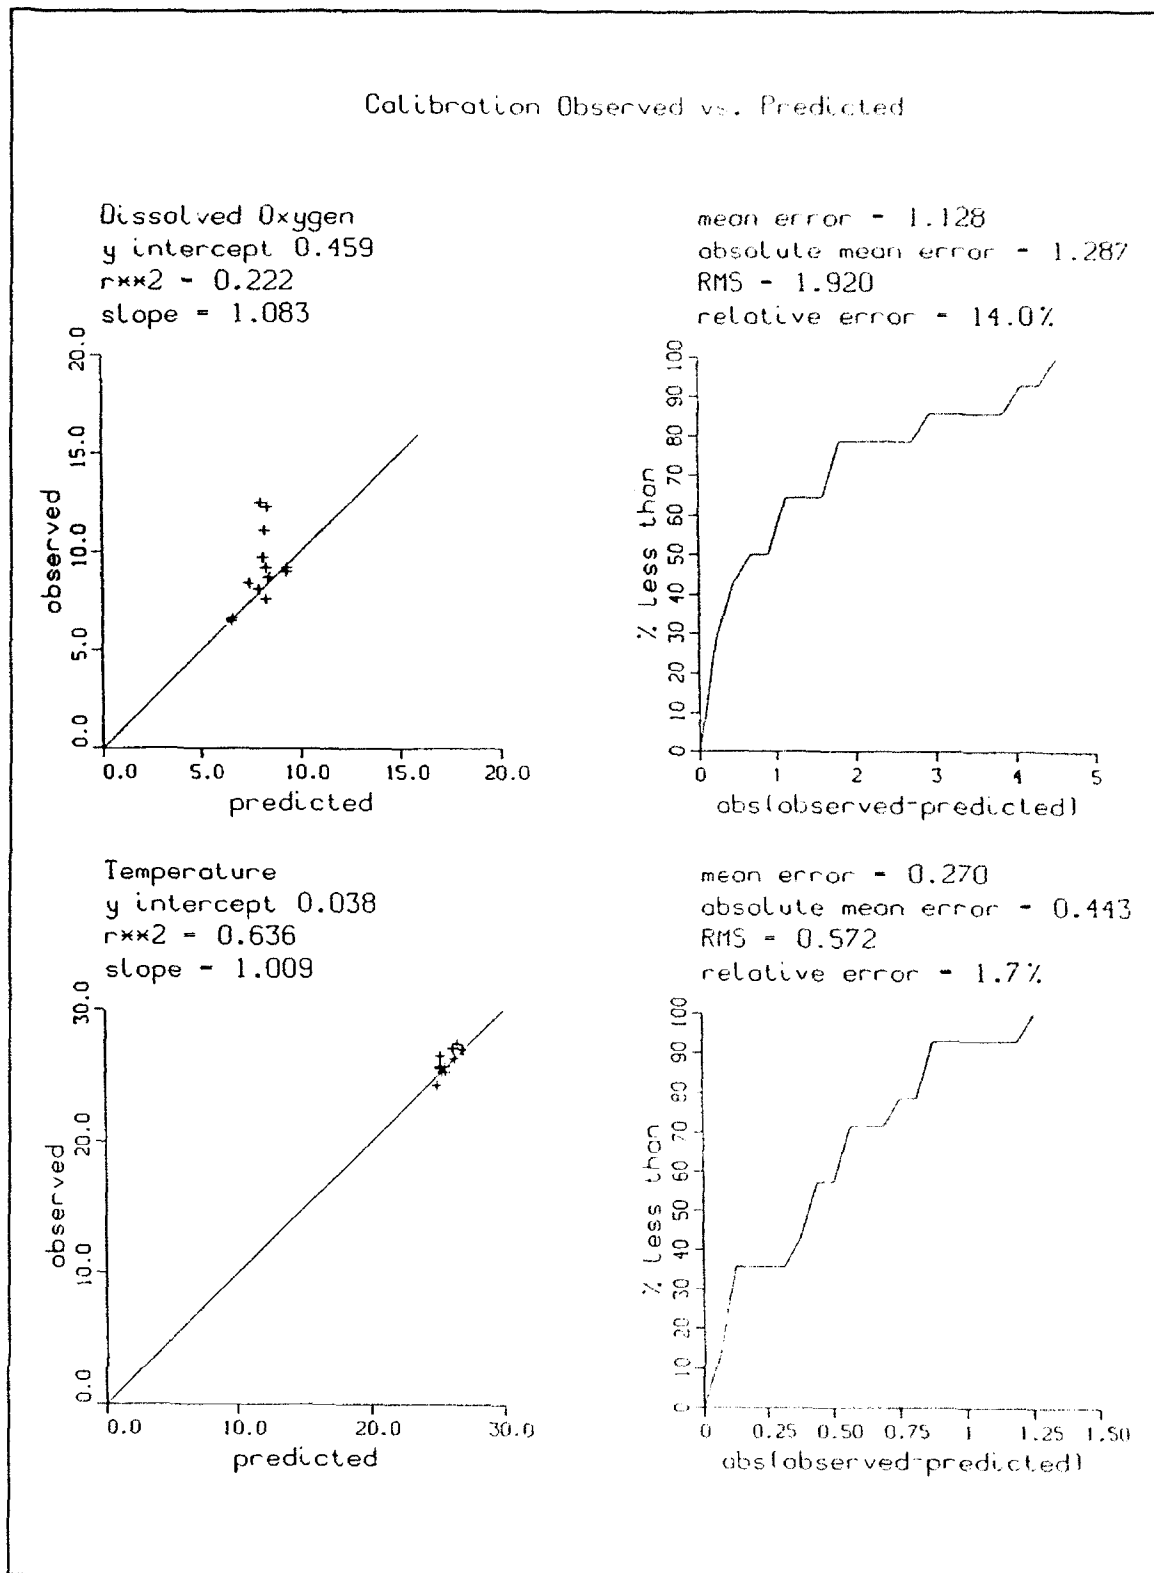 Calibration Observed vs. Predicted
Dissolved Oxygen
y intercept 0.459
r**2 - 0.222
slope = 1.083
mean error - 1.128
absolute mean error - 1.287
RMS - 1.920
relative error - 14.0%
20.0
15.0
10.0
5.0
0.0
observed
0.0 5.0 10.0 15.0 20.0
predicted
100
90
80
70
60
50
40
30
20
10
0
% less than
0 1 2 3 4 5
abs(observed-predicted)
Temperature
y intercept 0.038
r**2 = 0.636
slope - 1.009
mean error - 0.270
absolute mean error - 0.443
RMS = 0.572
relative error - 1.7%
30.0
20.0
10.0
0.0
observed
0.0 10.0 20.0 30.0
predicted
100
90
80
70
60
50
40
30
20
10
0
% less than
0 0.25 0.50 0.75 1 1.25 1.50
abs(observed-predicted)